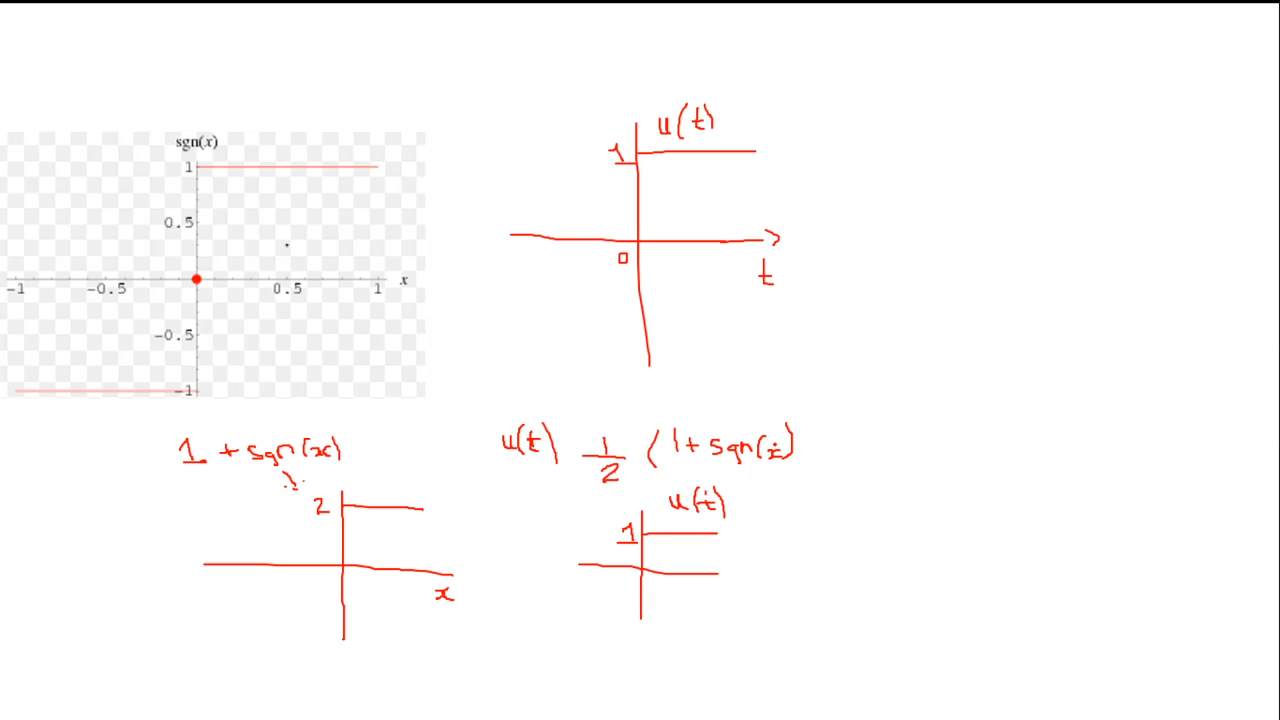 sgn(x)
1
0.5
-1
-0.5
0.5
1
x
-0.5
-1
u(t)
1
0
t
1 + sgn(x)
2
x
u(t) 1/2 (1 + sgn(t)
u(t)
1